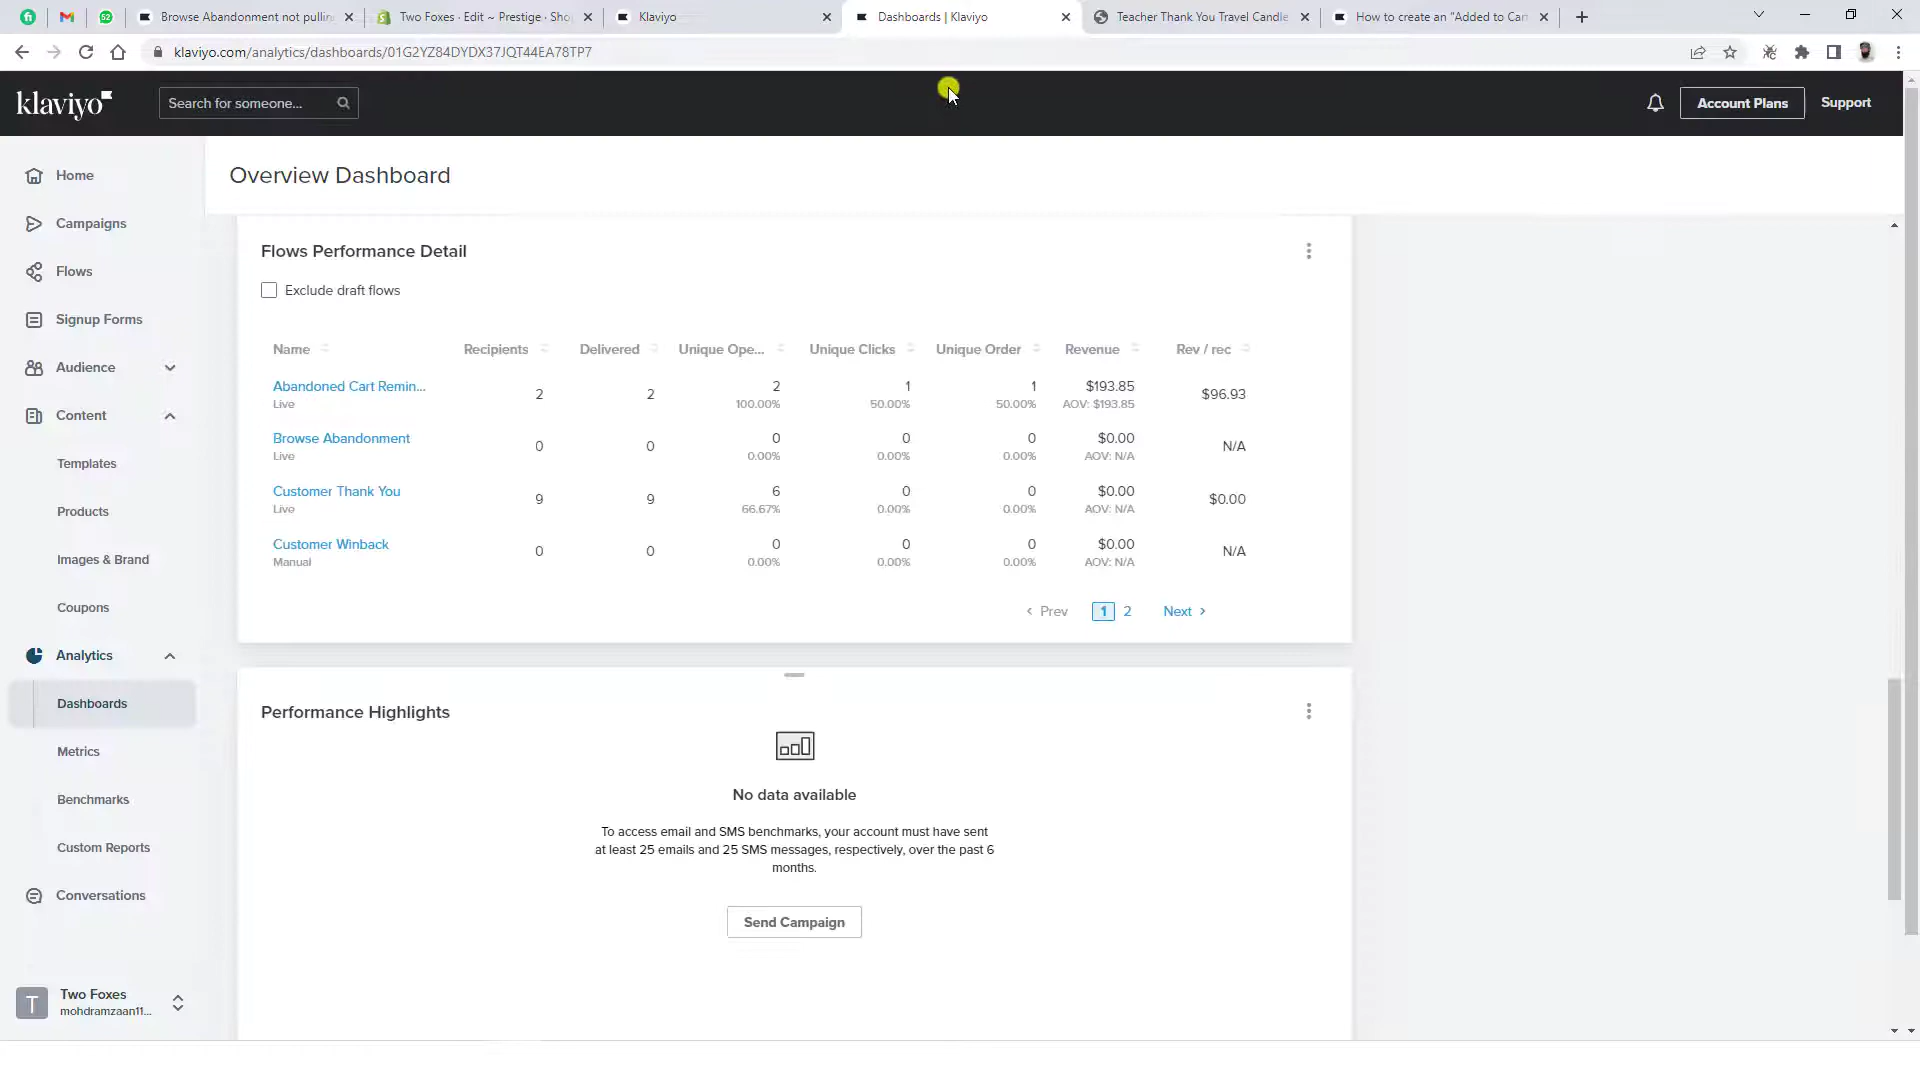 Browse Abandonment not pullin
Two Foxes · Edit ~ Prestige · Sho
Klaviyo
Dashboards | Klaviyo
Teacher Thank You Travel Candle
How to create an "Added to Car
klaviyo.com/analytics/dashboards/01G2YZ84DYDX37JQT44EA78TP7
klaviyo
Search for someone...
Account Plans
Support
Home
Campaigns
Flows
Signup Forms
Audience
Content
Templates
Products
Images & Brand
Coupons
Analytics
Dashboards
Metrics
Benchmarks
Custom Reports
Conversations
T
Two Foxes
mohdramzaan11...
Overview Dashboard
Flows Performance Detail
Exclude draft flows
Name Recipients Delivered Unique Ope... Unique Clicks Unique Order Revenue Rev / rec
Abandoned Cart Remin... 2 2 2 1 1 $193.85 $96.93
Live 100.00% 50.00% 50.00% AOV: $193.85
Browse Abandonment 0 0 0 0 0 $0.00 N/A
Live 0.00% 0.00% 0.00% AOV: N/A
Customer Thank You 9 9 6 0 0 $0.00 $0.00
Live 66.67% 0.00% 0.00% AOV: N/A
Customer Winback 0 0 0 0 0 $0.00 N/A
Manual 0.00% 0.00% 0.00% AOV: N/A
‹ Prev 1 2 Next ›
Performance Highlights
No data available
To access email and SMS benchmarks, your account must have sent
at least 25 emails and 25 SMS messages, respectively, over the past 6
months.
Send Campaign